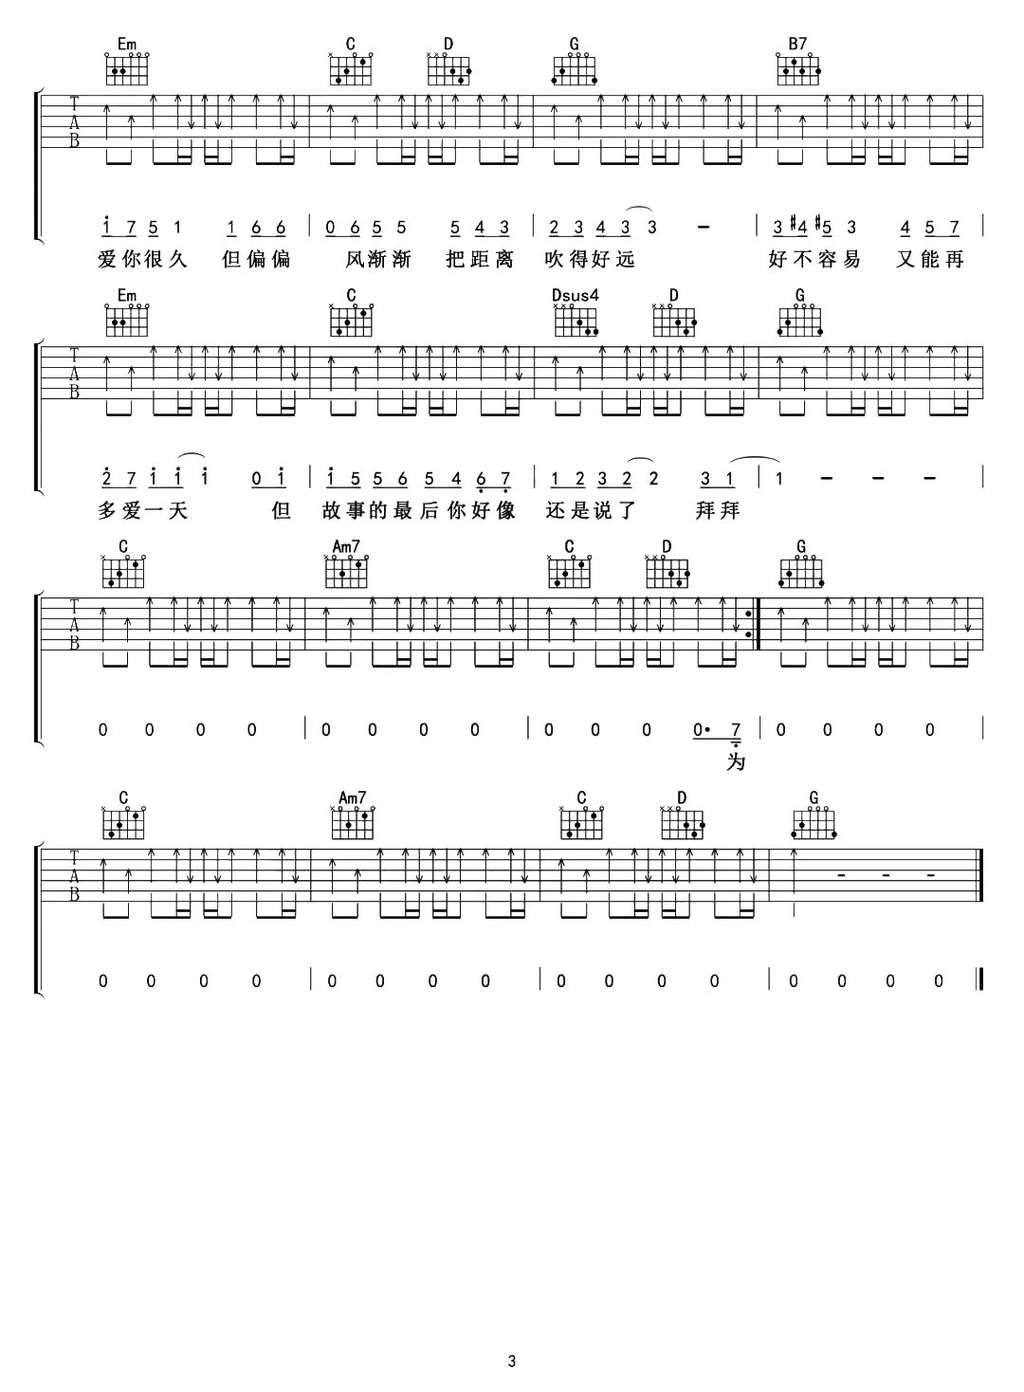 Em C D G B7
T A B
1 7 5 1 1 6 6 | 0 6 5 5 5 4 3 | 2 3 4 3 3 - | 3 #4 #5 3 4 5 7 |
爱你很久 但偏偏 风渐渐 把距离 吹得好远 好不容易 又能再
Em C Dsus4 D G
T A B
2 7 1 1 1 0 1 | 1 5 5 6 5 4 6 7 | 1 2 3 2 2 3 1 | 1 - - - |
多爱一天 但 故事的最后你好像 还是说了 拜拜
C Am7 C D G
T A B
0 0 0 0 | 0 0 0 0 | 0 0 0 0· 7 | 0 0 0 0 |
为
C Am7 C D G
T A B
- - -
0 0 0 0 | 0 0 0 0 | 0 0 0 0 | 0 0 0 0
3